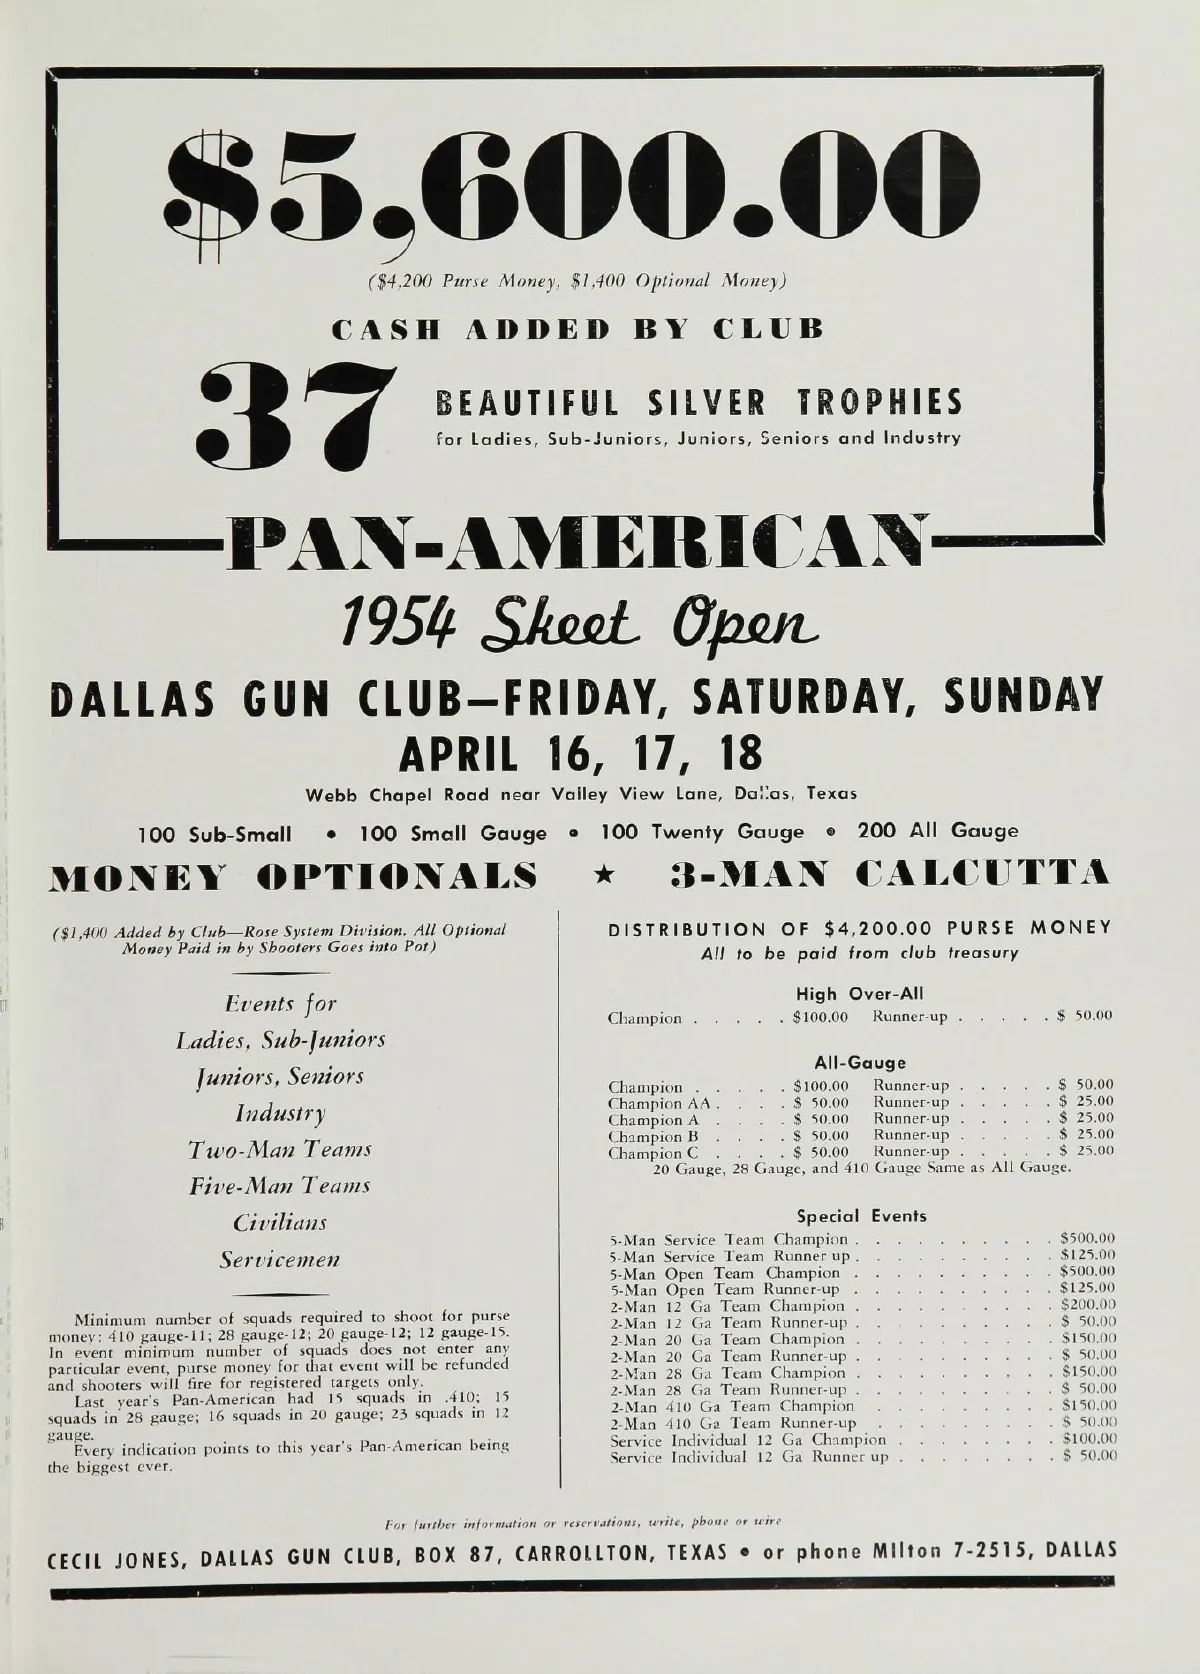 $5,600.00
($4,200 Purse Money, $1,400 Optional Money)
CASH ADDED BY CLUB
37 BEAUTIFUL SILVER TROPHIES
for Ladies, Sub-Juniors, Juniors, Seniors and Industry
PAN-AMERICAN
1954 Skeet Open
DALLAS GUN CLUB—FRIDAY, SATURDAY, SUNDAY
APRIL 16, 17, 18
Webb Chapel Road near Valley View Lane, Dallas, Texas
100 Sub-Small • 100 Small Gauge • 100 Twenty Gauge • 200 All Gauge
MONEY OPTIONALS ★ 3-MAN CALCUTTA
($1,400 Added by Club—Rose System Division. All Optional
Money Paid in by Shooters Goes into Pot)
Events for
Ladies, Sub-Juniors
Juniors, Seniors
Industry
Two-Man Teams
Five-Man Teams
Civilians
Servicemen
Minimum number of squads required to shoot for purse
money: 410 gauge-11; 28 gauge-12; 20 gauge-12; 12 gauge-15.
In event minimum number of squads does not enter any
particular event, purse money for that event will be refunded
and shooters will fire for registered targets only.
Last year's Pan-American had 15 squads in .410; 15
squads in 28 gauge; 16 squads in 20 gauge; 23 squads in 12
gauge.
Every indication points to this year's Pan-American being
the biggest ever.
DISTRIBUTION OF $4,200.00 PURSE MONEY
All to be paid from club treasury
High Over-All
Champion . . . . . $100.00 Runner-up . . . . . $ 50.00
All-Gauge
Champion . . . . . $100.00 Runner-up . . . . . $ 50.00
Champion AA . . . . $ 50.00 Runner-up . . . . . $ 25.00
Champion A . . . . $ 50.00 Runner-up . . . . . $ 25.00
Champion B . . . . $ 50.00 Runner-up . . . . . $ 25.00
Champion C . . . . $ 50.00 Runner-up . . . . . $ 25.00
20 Gauge, 28 Gauge, and 410 Gauge Same as All Gauge.
Special Events
5-Man Service Team Champion . . . . . . . . . . $500.00
5-Man Service Team Runner up . . . . . . . . . . $125.00
5-Man Open Team Champion . . . . . . . . . . $500.00
5-Man Open Team Runner-up . . . . . . . . . . $125.00
2-Man 12 Ga Team Champion . . . . . . . . . . $200.00
2-Man 12 Ga Team Runner-up . . . . . . . . . . $ 50.00
2-Man 20 Ga Team Champion . . . . . . . . . . $150.00
2-Man 20 Ga Team Runner-up . . . . . . . . . . $ 50.00
2-Man 28 Ga Team Champion . . . . . . . . . . $150.00
2-Man 28 Ga Team Runner-up . . . . . . . . . . $ 50.00
2-Man 410 Ga Team Champion . . . . . . . . . $150.00
2-Man 410 Ga Team Runner-up . . . . . . . . . $ 50.00
Service Individual 12 Ga Champion . . . . . . . . $100.00
Service Individual 12 Ga Runner up . . . . . . . . $ 50.00
For further information or reservations, write, phone or wire
CECIL JONES, DALLAS GUN CLUB, BOX 87, CARROLLTON, TEXAS • or phone MIlton 7-2515, DALLAS